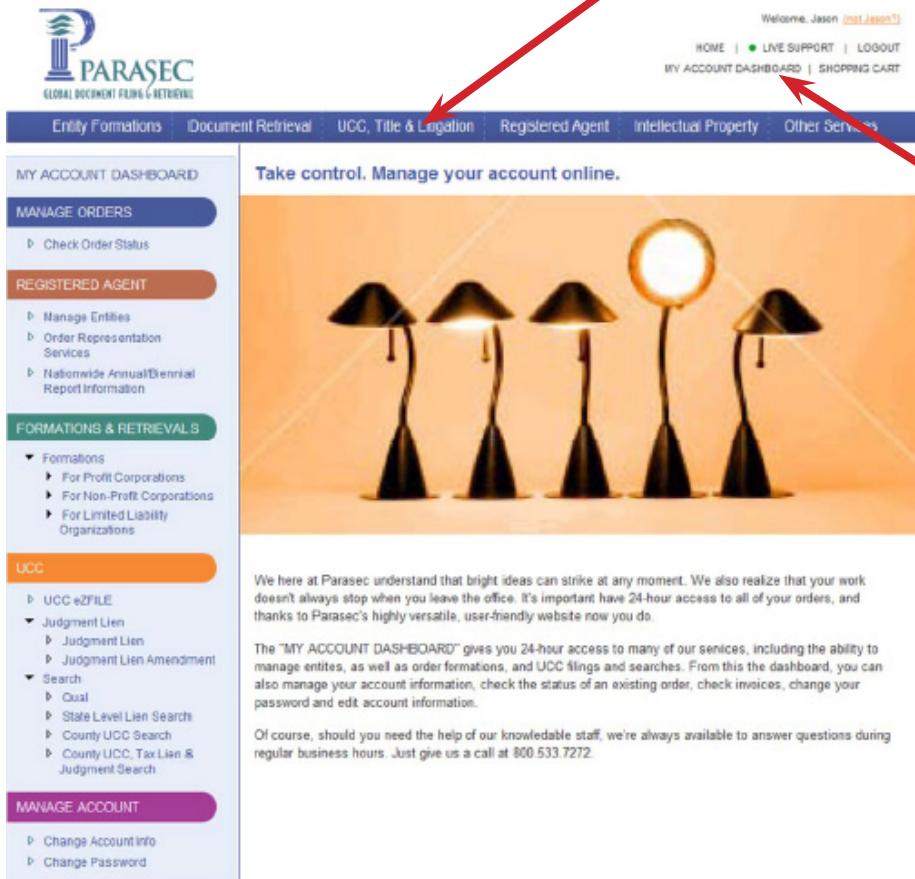 Welcome, Jason (not Jason?)
PARASEC
GLOBAL DOCUMENT FILING & RETRIEVAL
HOME | LIVE SUPPORT | LOGOUT
MY ACCOUNT DASHBOARD | SHOPPING CART
Entity Formations Document Retrieval UCC, Title & Litigation Registered Agent Intellectual Property Other Services
MY ACCOUNT DASHBOARD
MANAGE ORDERS
Check Order Status
REGISTERED AGENT
Manage Entities
Order Representation
Services
Nationwide Annual/Biennial
Report Information
FORMATIONS & RETRIEVALS
Formations
For Profit Corporations
For Non-Profit Corporations
For Limited Liability
Organizations
UCC
UCC eZFILE
Judgment Lien
Judgment Lien
Judgment Lien Amendment
Search
Qual
State Level Lien Search
County UCC Search
County UCC, Tax Lien &
Judgment Search
MANAGE ACCOUNT
Change Account Info
Change Password
Take control. Manage your account online.
We here at Parasec understand that bright ideas can strike at any moment. We also realize that your work
doesn't always stop when you leave the office. It's important have 24-hour access to all of your orders, and
thanks to Parasec's highly versatile, user-friendly website now you do.
The "MY ACCOUNT DASHBOARD" gives you 24-hour access to many of our services, including the ability to
manage entites, as well as order formations, and UCC filings and searches. From this the dashboard, you can
also manage your account information, check the status of an existing order, check invoices, change your
password and edit account information.
Of course, should you need the help of our knowledable staff, we're always available to answer questions during
regular business hours. Just give us a call at 800.533.7272.